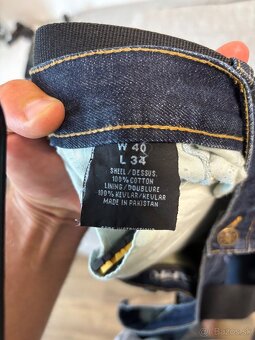 W 40
L 34
SHELL/DESSUS:
100% COTTON
LINING/DOUBLURE
100% KEVLAR/KEVLAR
MADE IN PAKISTAN